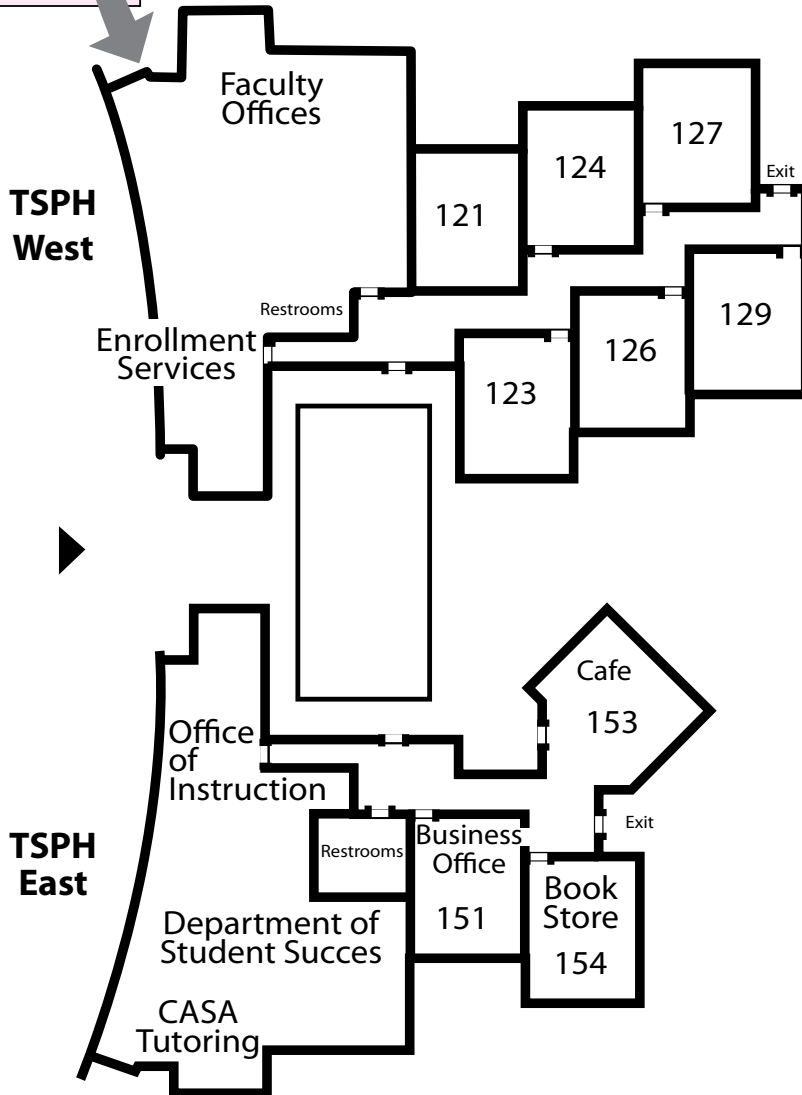 Faculty
Offices
127
124
Exit
TSPH
West
121
Restrooms
129
Enrollment
Services
126
123
Cafe
153
Office
of
Instruction
TSPH
East
Exit
Business
Office
Restrooms
Book
Store
151
Department of
Student Succes
154
CASA
Tutoring